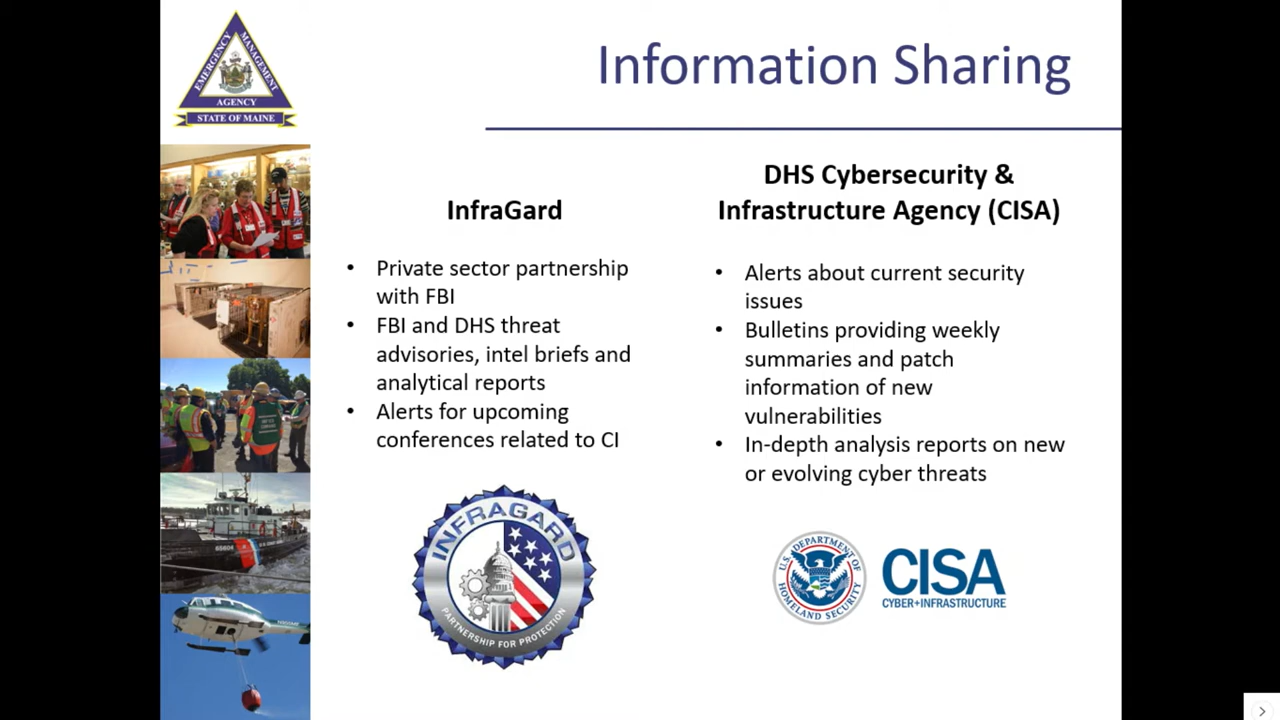 EMERGENCY MANAGEMENT
AGENCY
STATE OF MAINE
Information Sharing
InfraGard
• Private sector partnership
with FBI
• FBI and DHS threat
advisories, intel briefs and
analytical reports
• Alerts for upcoming
conferences related to CI
INFRAGARD
PARTNERSHIP FOR PROTECTION
DHS Cybersecurity &
Infrastructure Agency (CISA)
• Alerts about current security
issues
• Bulletins providing weekly
summaries and patch
information of new
vulnerabilities
• In-depth analysis reports on new
or evolving cyber threats
U.S. DEPARTMENT OF
HOMELAND SECURITY
CISA
CYBER+INFRASTRUCTURE